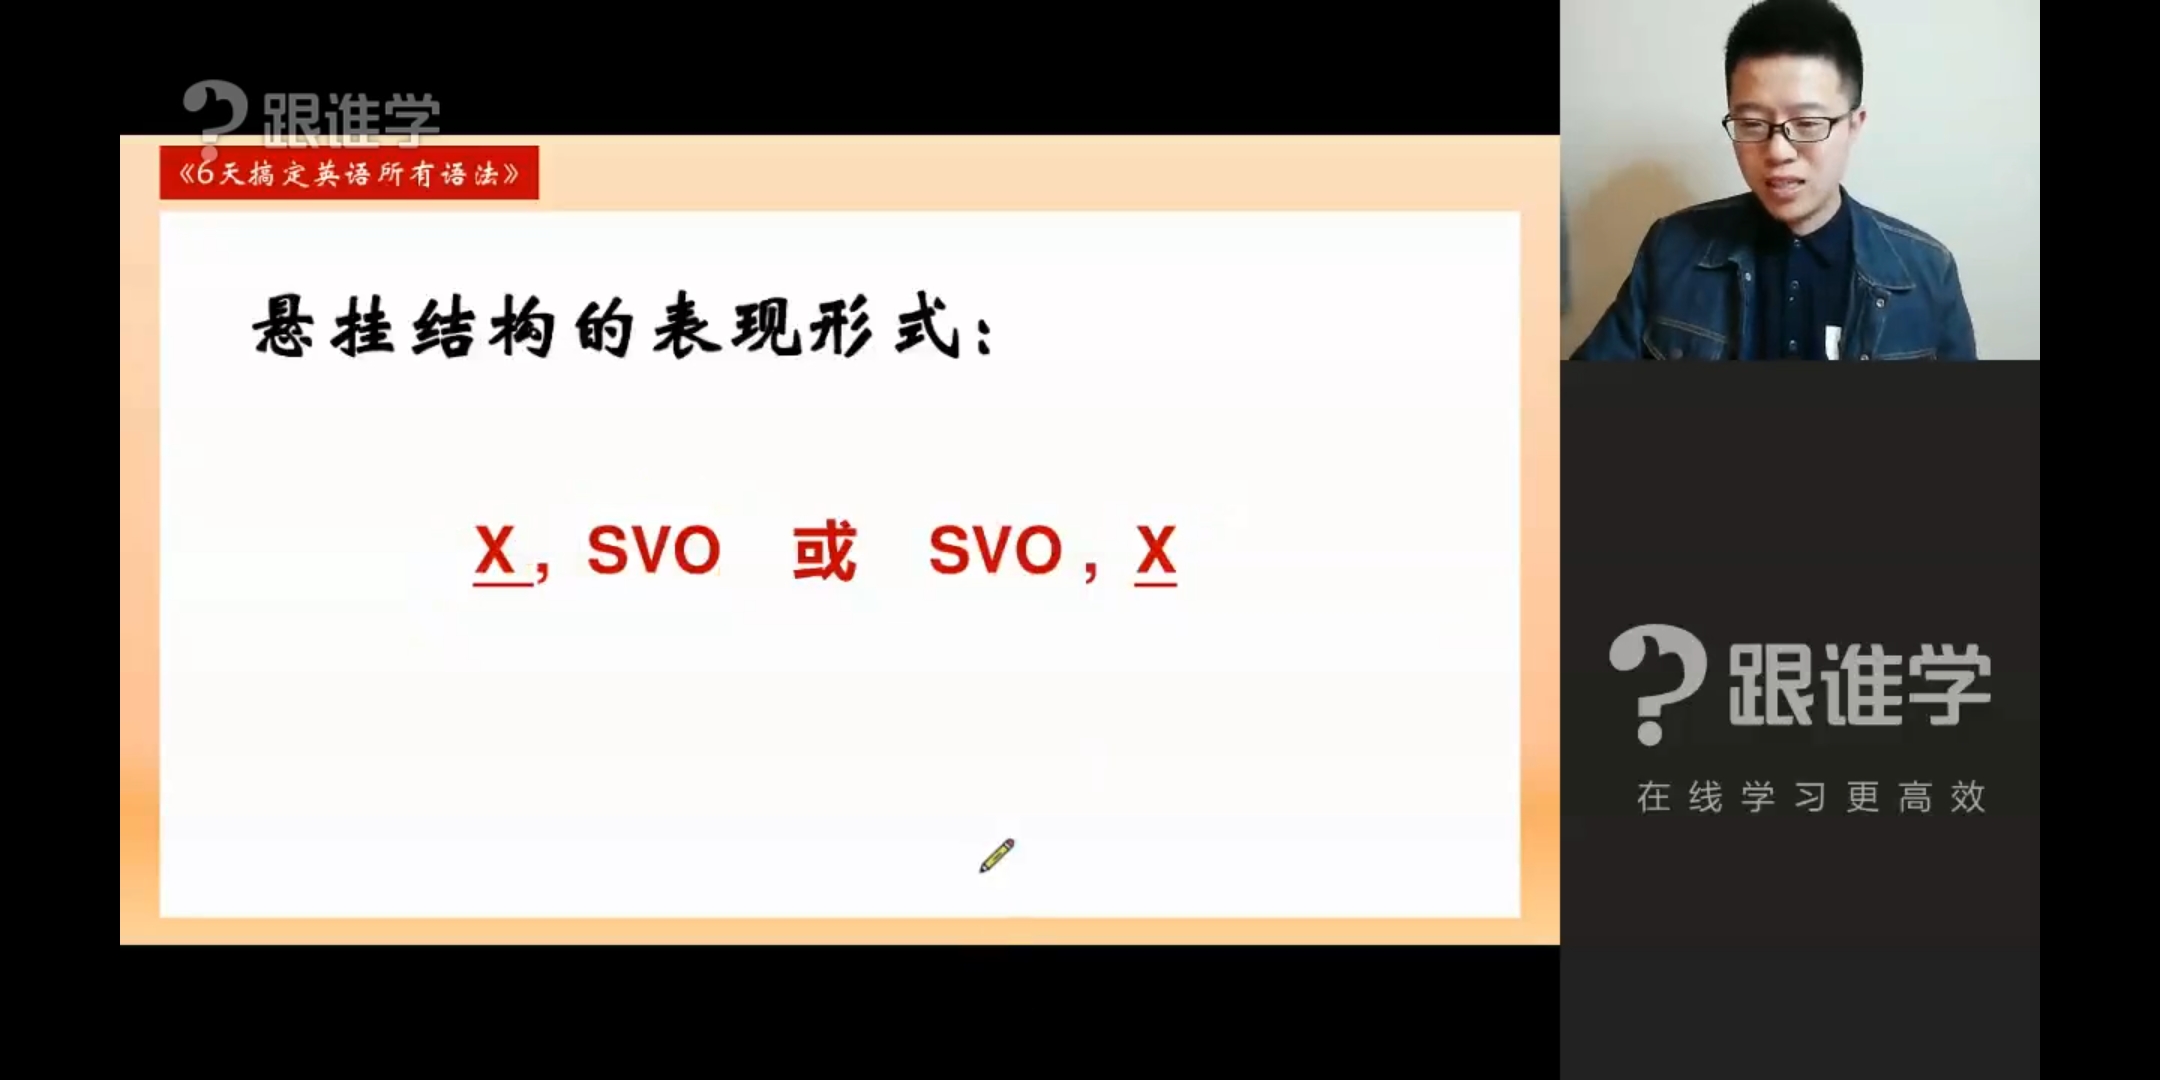 跟谁学
《6天搞定英语所有语法》
悬挂结构的表现形式：
X , SVO 或 SVO , X
跟谁学
在线学习更高效